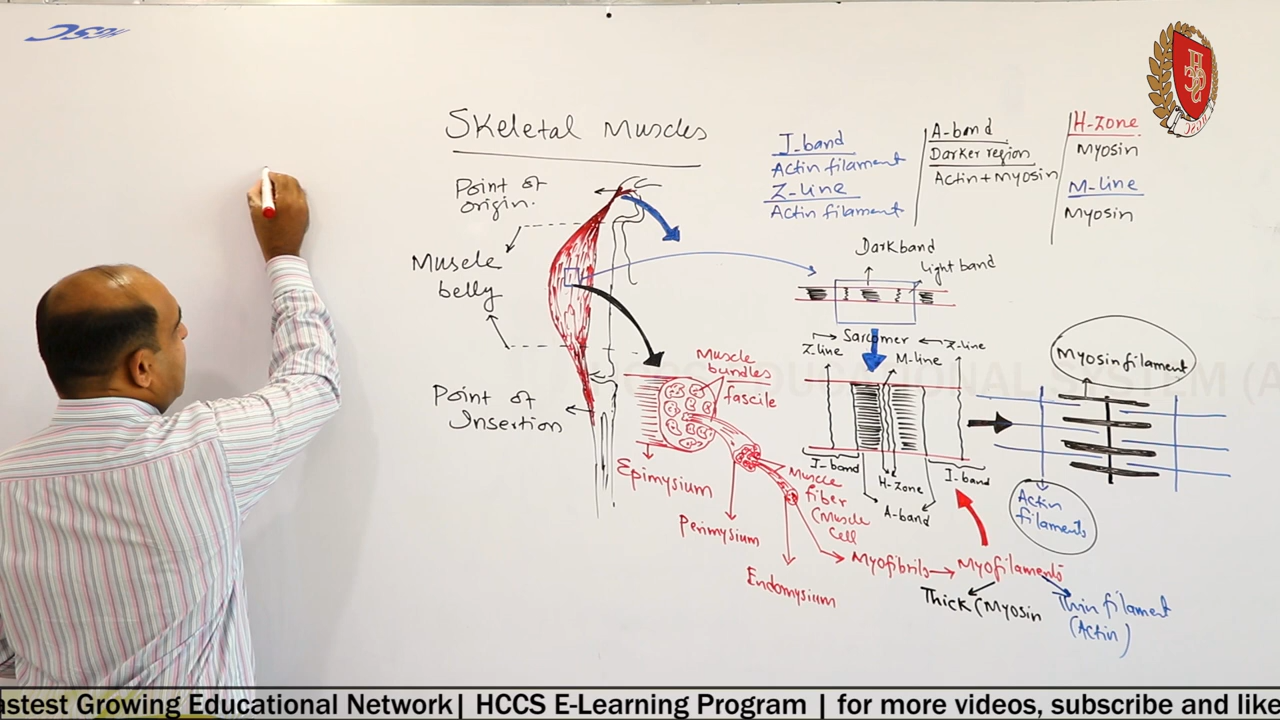 HCSC
Skeletal Muscles
Point of
origin.
Muscle
belly
Point of
Insertion
I-band
Actin filament
Z-line
Actin filament
A-band
Darker region
Actin + Myosin
H-zone
Myosin
M-line
Myosin
Dark band
light band
Sarcomer
Z-line
M-line
Z-line
I-band
H-zone
I-band
A-band
Myosin filament
Actin
filaments
Muscle
bundles
fascile
Epimysium
Perimysium
Endomysium
Muscle
fiber
(Muscle
Cell
Myofibrils
Myofilaments
Thick (Myosin
Thin filament
(Actin)
astest Growing Educational Network| HCCS E-Learning Program | for more videos, subscribe and like